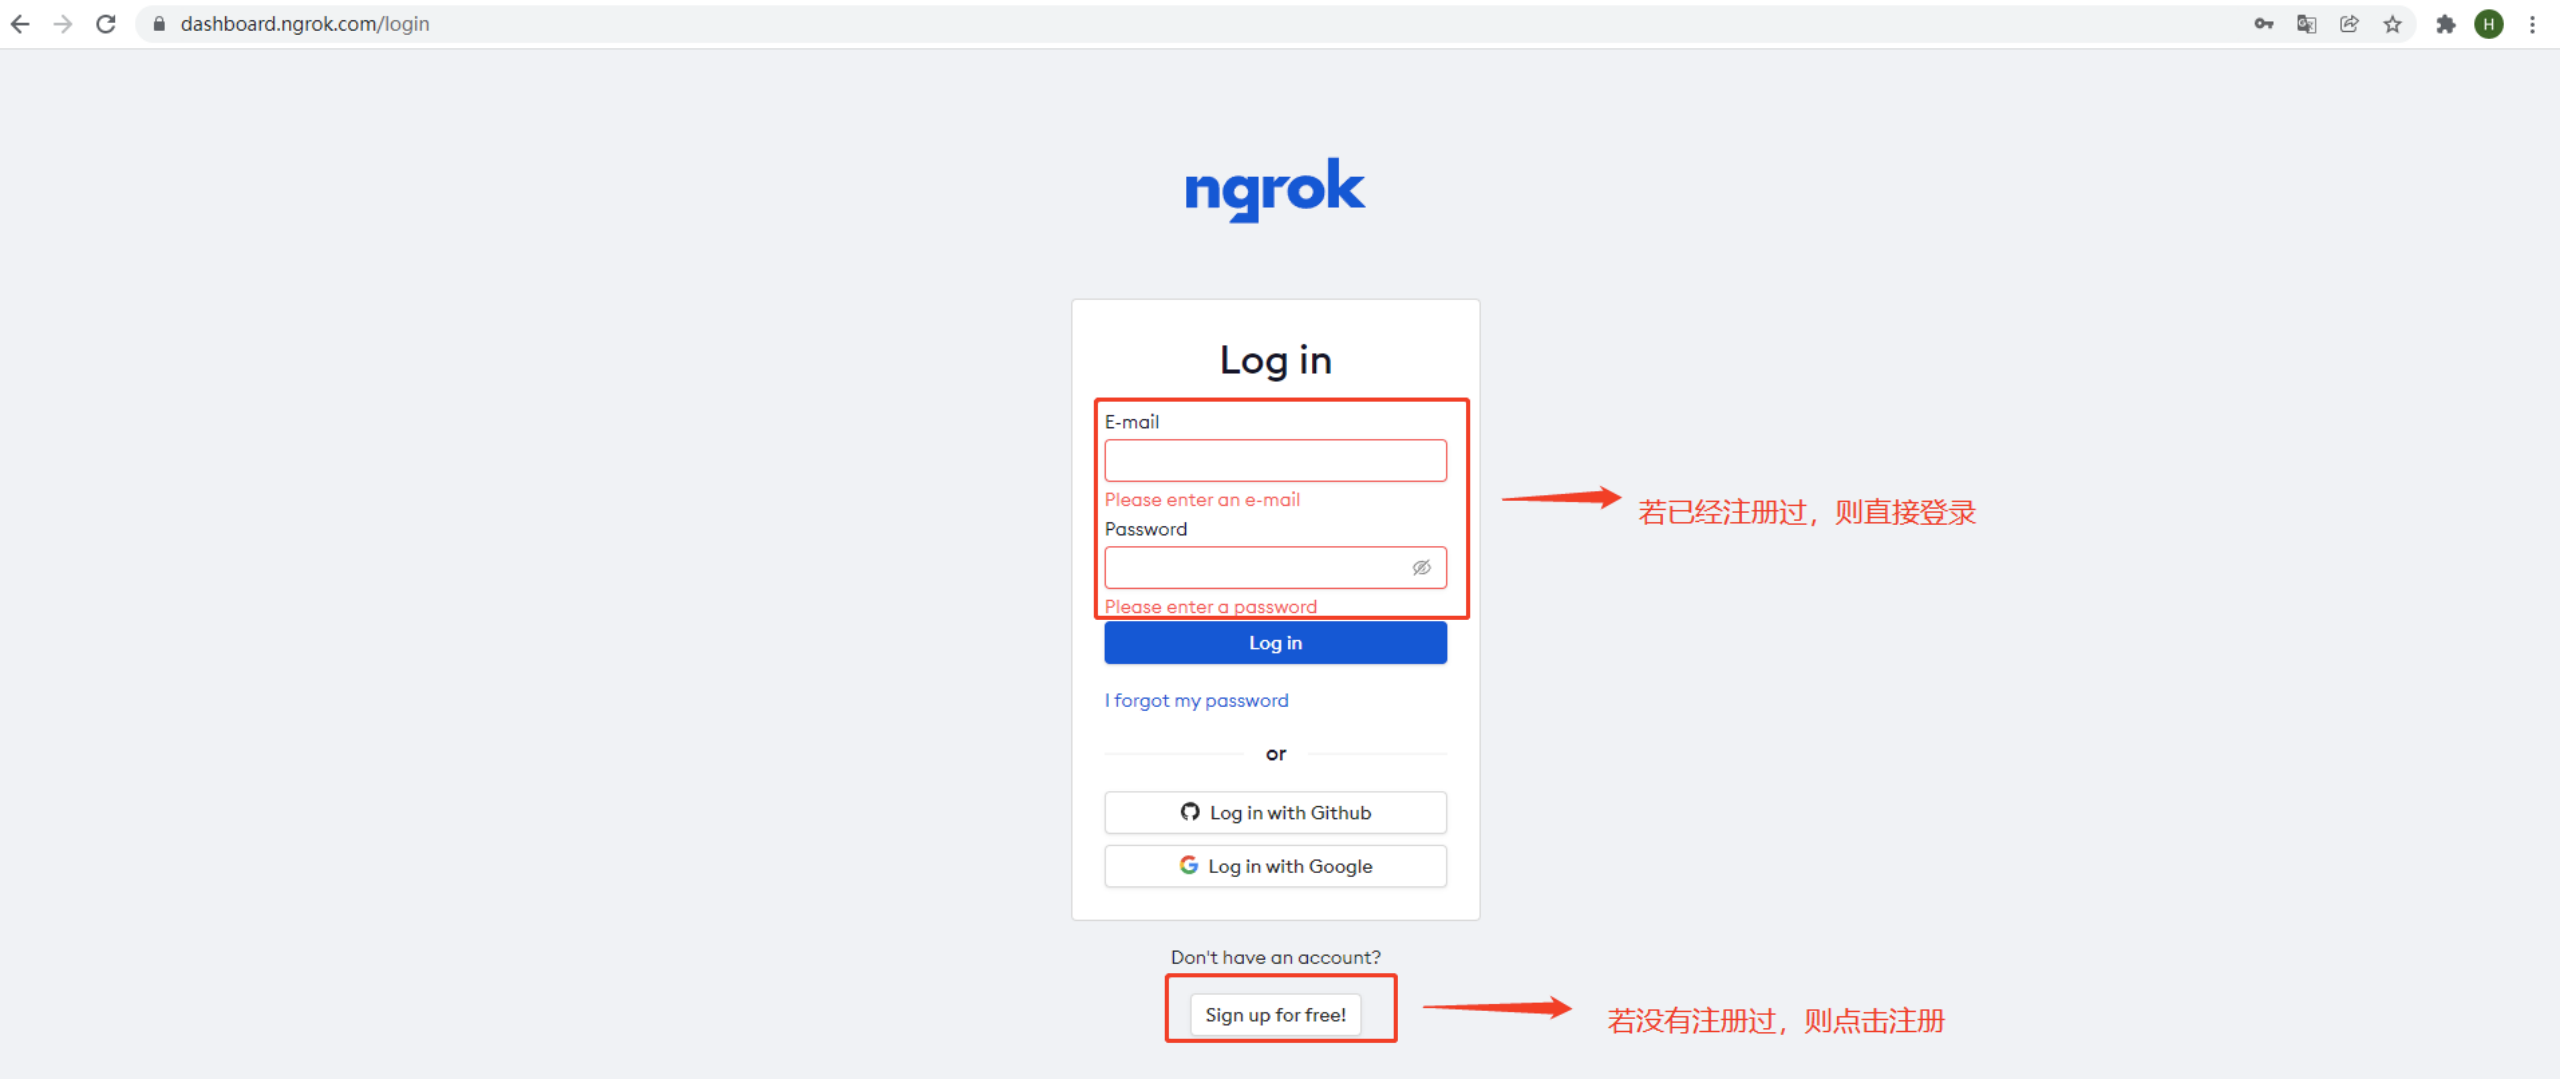 dashboard.ngrok.com/login
H
ngrok
Log in
E-mail
Please enter an e-mail
若已经注册过，则直接登录
Password
Please enter a password
Log in
I forgot my password
or
Log in with Github
Log in with Google
Don't have an account?
Sign up for free!
若没有注册过，则点击注册